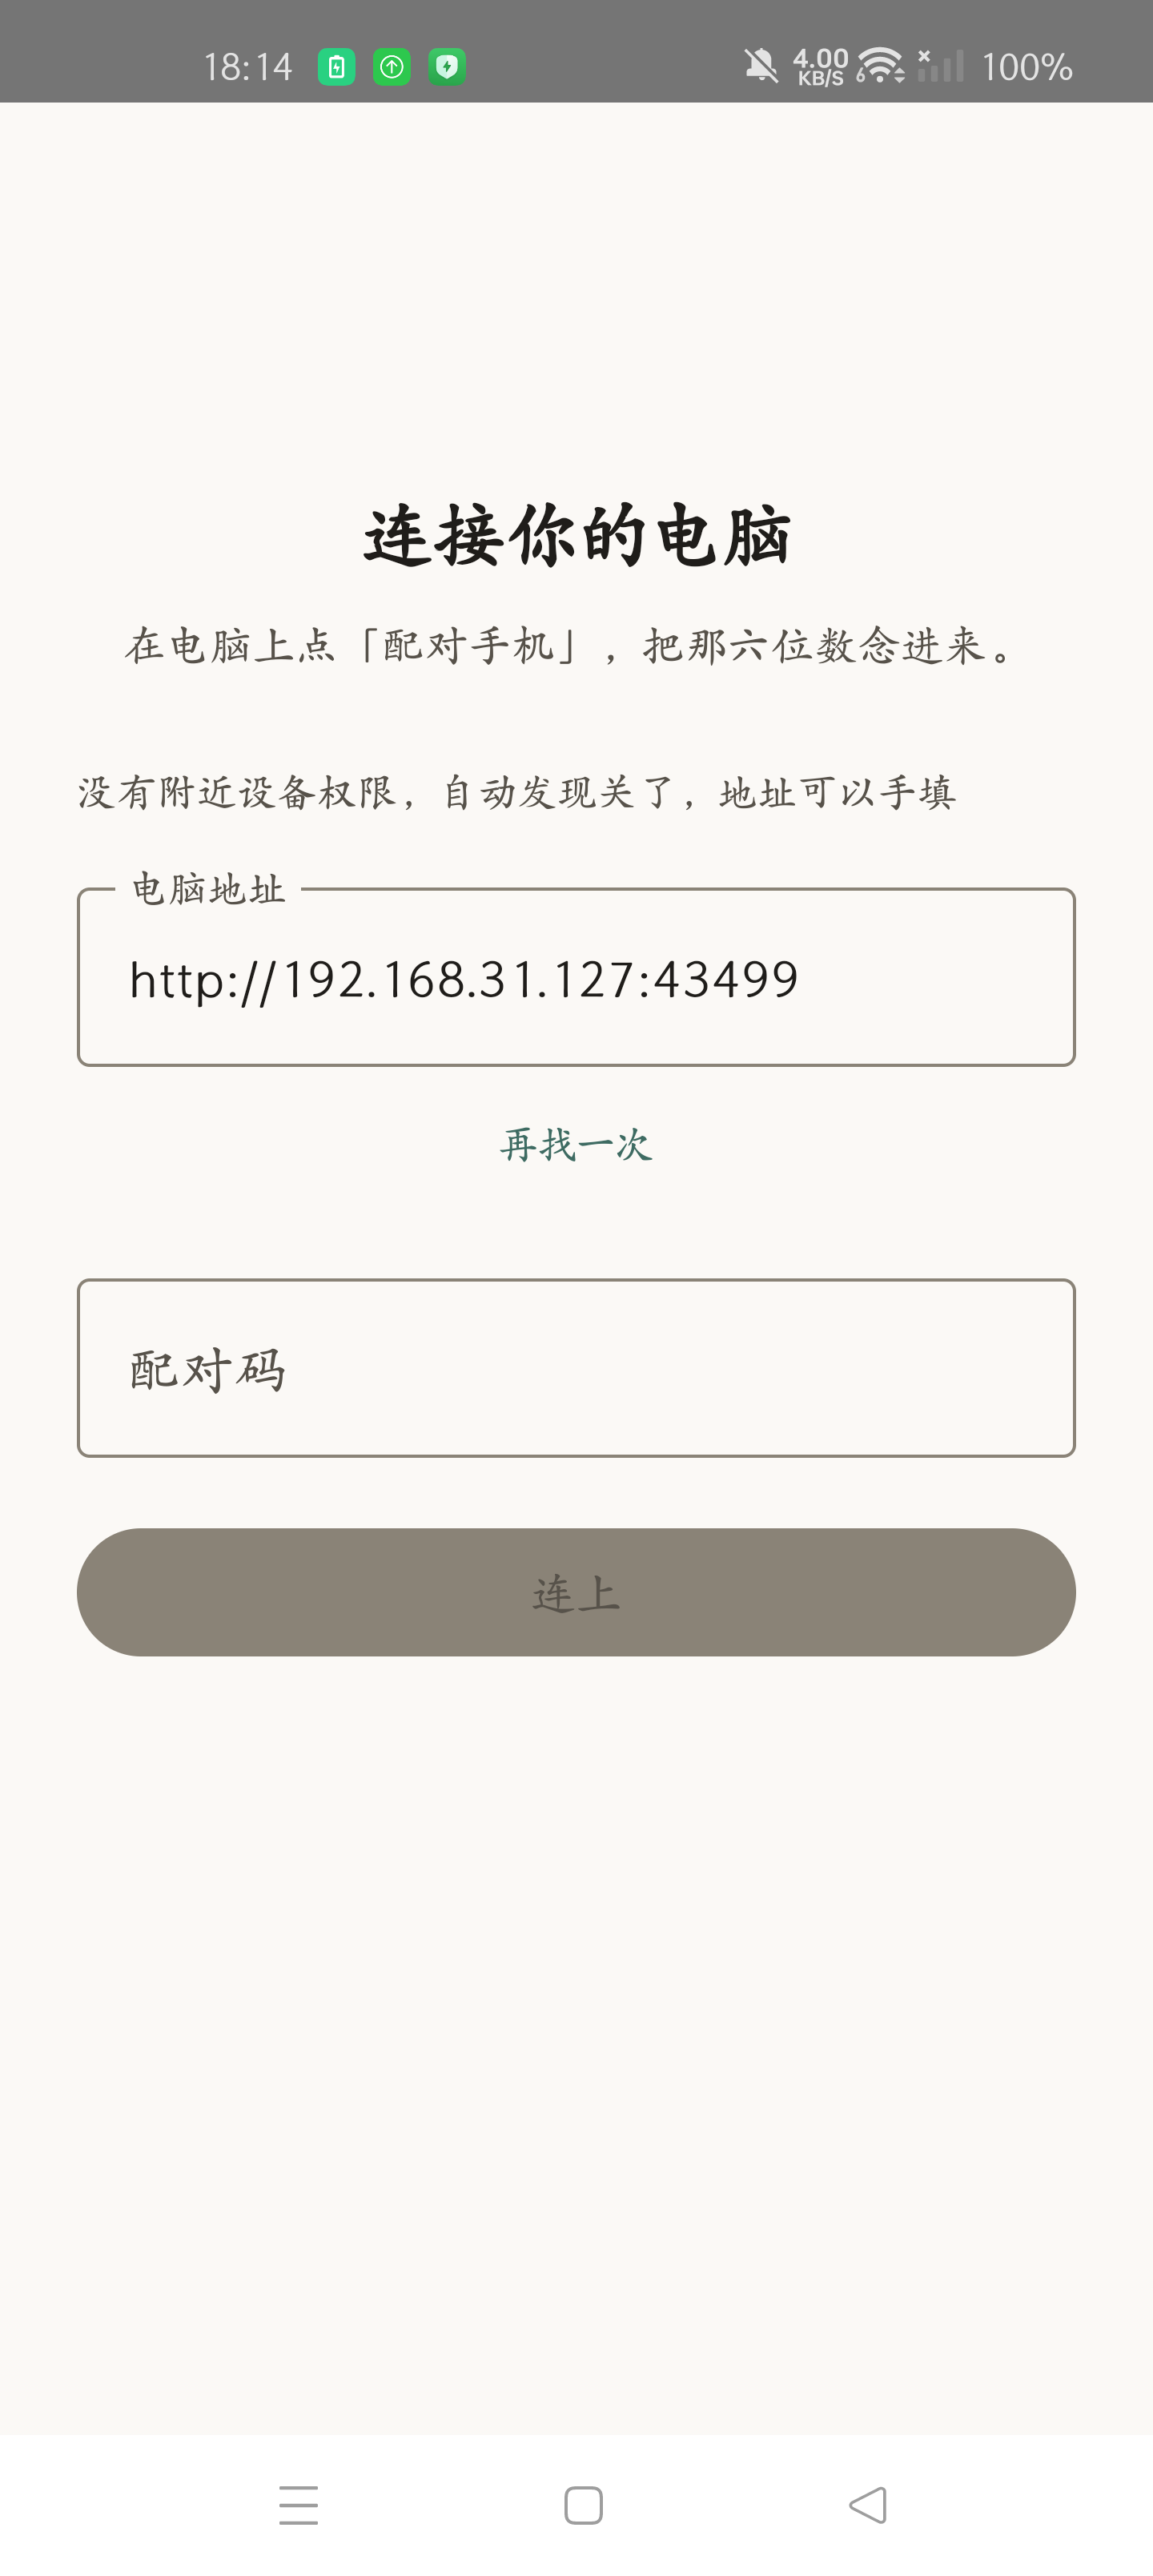 18:14
4.00 KB/S
6
100%
连接你的电脑
在电脑上点「配对手机」，把那六位数念进来。
没有附近设备权限，自动发现关了，地址可以手填
电脑地址
http://192.168.31.127:43499
再找一次
配对码
连上